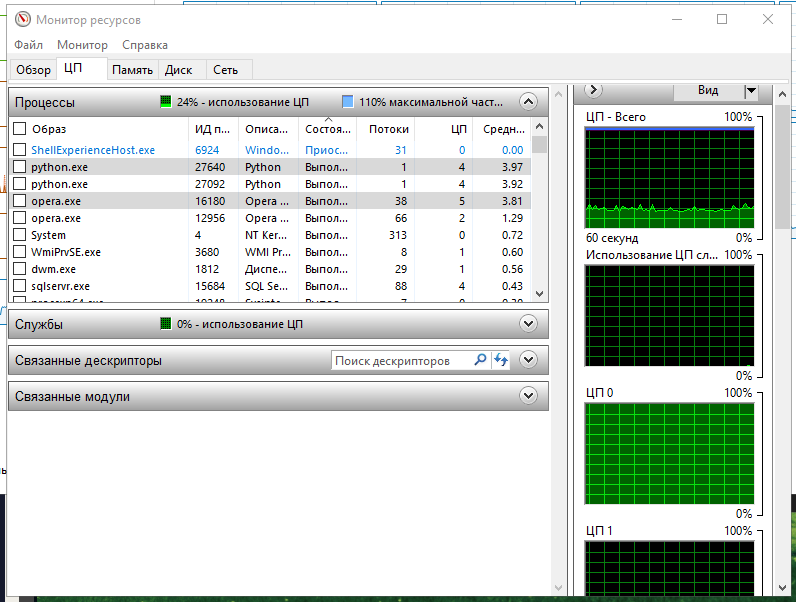 Монитор ресурсов
Файл Монитор Справка
Обзор ЦП Память Диск Сеть
Процессы 24% - использование ЦП 110% максимальной част...
Образ ИД п... Описа... Состоя... Потоки ЦП Средн...
ShellExperienceHost.exe 6924 Windo... Приос... 31 0 0.00
python.exe 27640 Python Выпол... 1 4 3.97
python.exe 27092 Python Выпол... 1 4 3.92
opera.exe 16180 Opera ... Выпол... 38 5 3.81
opera.exe 12956 Opera ... Выпол... 66 2 1.29
System 4 NT Ker... Выпол... 313 0 0.72
WmiPrvSE.exe 3680 WMI Pr... Выпол... 8 1 0.60
dwm.exe 1812 Диспе... Выпол... 29 1 0.56
sqlservr.exe 15684 SQL Se... Выпол... 88 4 0.43
Службы 0% - использование ЦП
Связанные дескрипторы Поиск дескрипторов
Связанные модули
Вид
ЦП - Всего 100%
60 секунд 0%
Использование ЦП сл... 100%
0%
ЦП 0 100%
0%
ЦП 1 100%